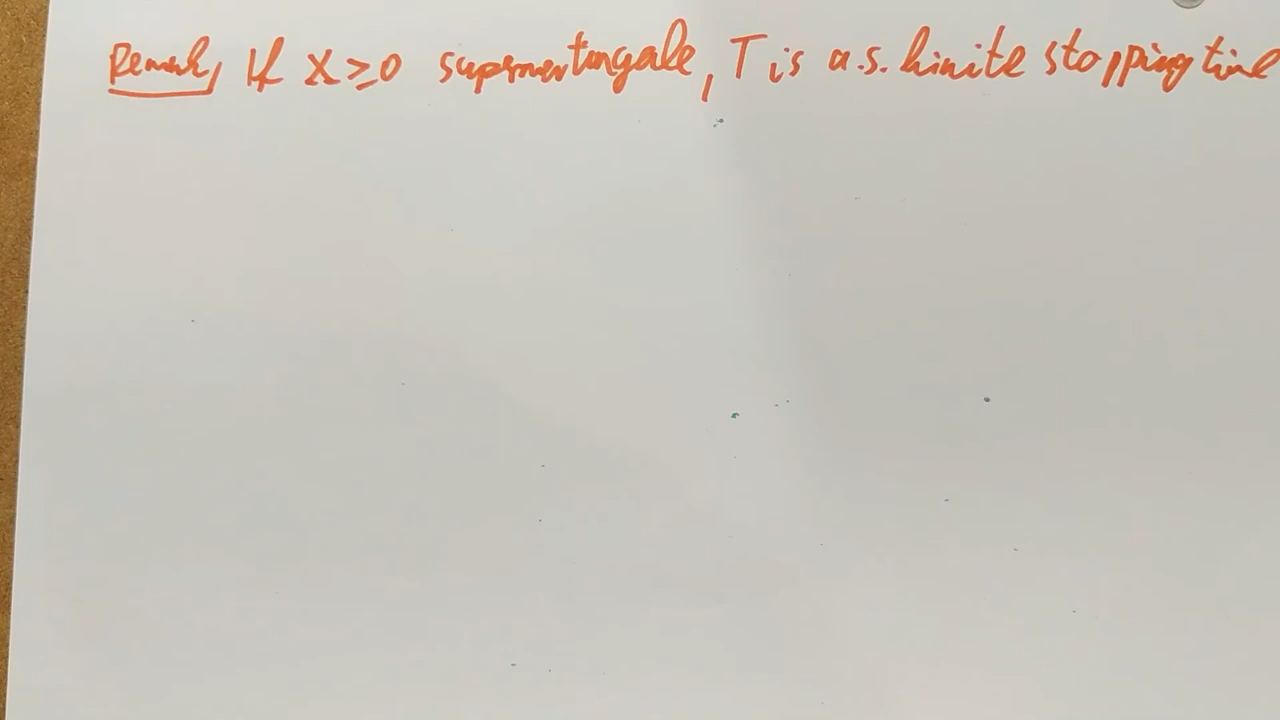 Remark, If X ≥ 0 supermartingale, T is a.s. finite stopping time